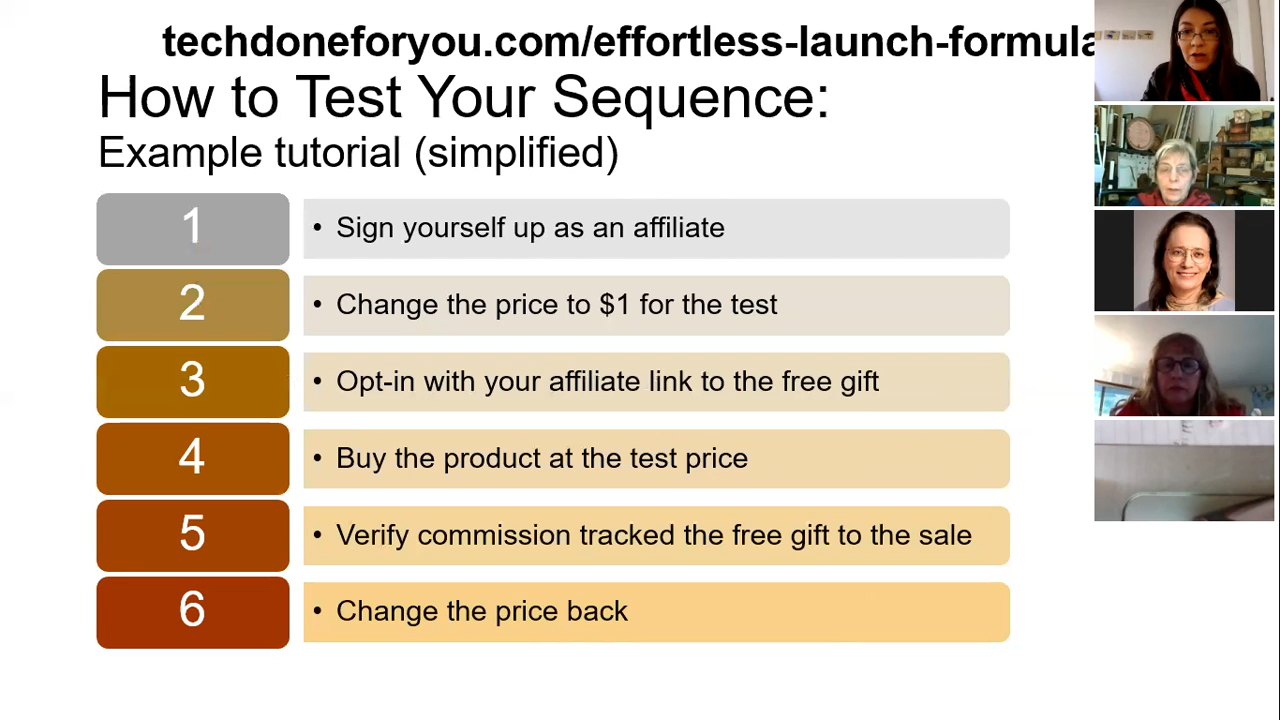 techdoneforyou.com/effortless-launch-formula
How to Test Your Sequence:
Example tutorial (simplified)
1
• Sign yourself up as an affiliate
2
• Change the price to $1 for the test
3
• Opt-in with your affiliate link to the free gift
4
• Buy the product at the test price
5
• Verify commission tracked the free gift to the sale
6
• Change the price back